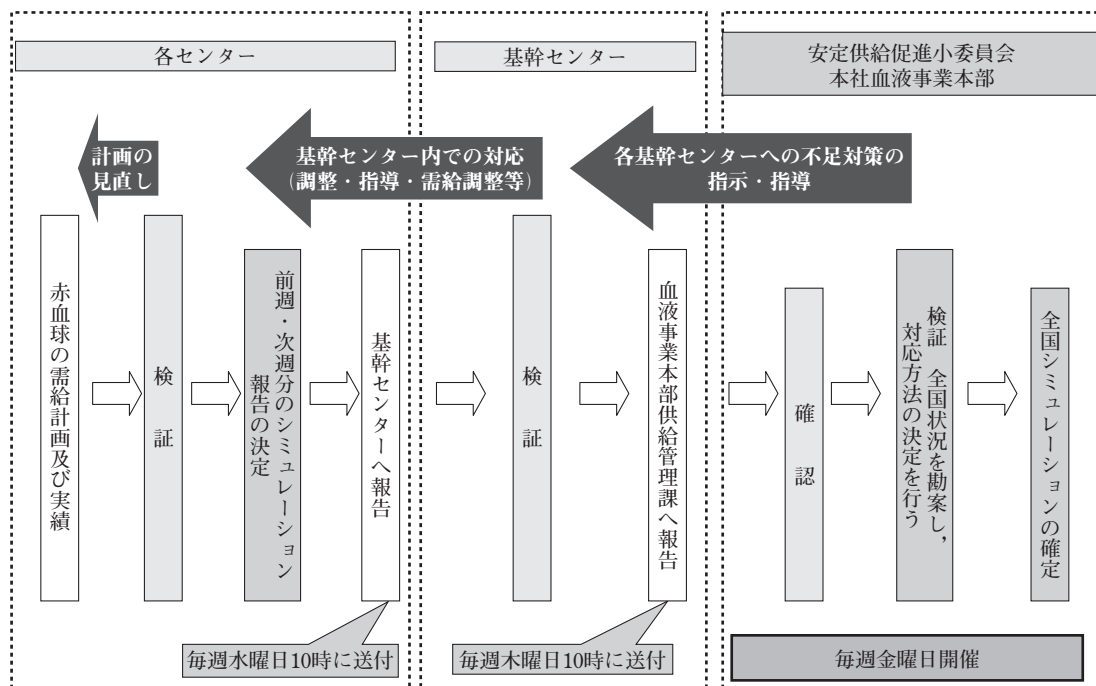 各センター
基幹センター
安定供給促進小委員会
本社血液事業本部
計画の
見直し
基幹センター内での対応
(調整・指導・需給調整等)
各基幹センターへの不足対策の
指示・指導
赤血球の需給計画及び実績
検証
前週・次週分のシミュレーション
報告の決定
基幹センターへ報告
検証
血液事業本部供給管理課へ報告
確認
検証 全国状況を勘案し,
対応方法の決定を行う
全国シミュレーションの確定
毎週水曜日10時に送付
毎週木曜日10時に送付
毎週金曜日開催